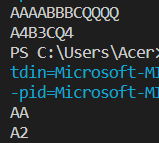 AAAABBBCQQQQ
A4B3CQ4
PS C:\Users\Acer>
tdin=Microsoft-MI
-pid=Microsoft-MI
AA
A2